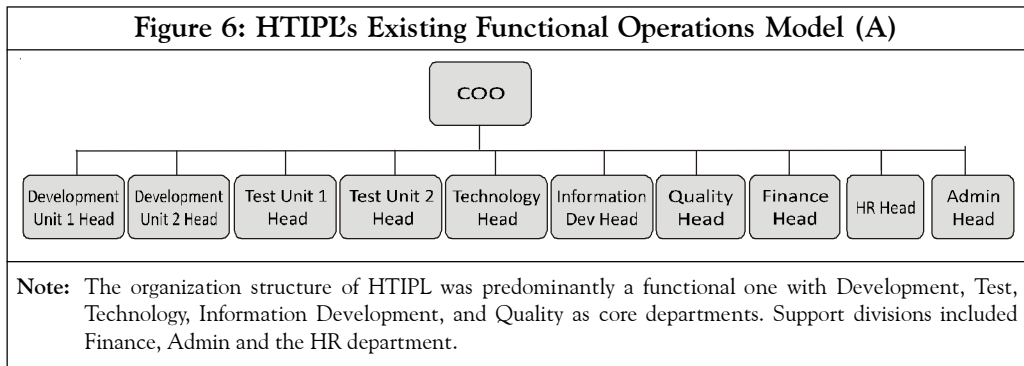 Figure 6: HTIPL's Existing Functional Operations Model (A)
COO
Development
Unit 1 Head
Development
Unit 2 Head
Test Unit 1
Head
Test Unit 2
Head
Technology
Head
Information
Dev Head
Quality
Head
Finance
Head
HR Head
Admin
Head
Note: The organization structure of HTIPL was predominantly a functional one with Development, Test,
Technology, Information Development, and Quality as core departments. Support divisions included
Finance, Admin and the HR department.